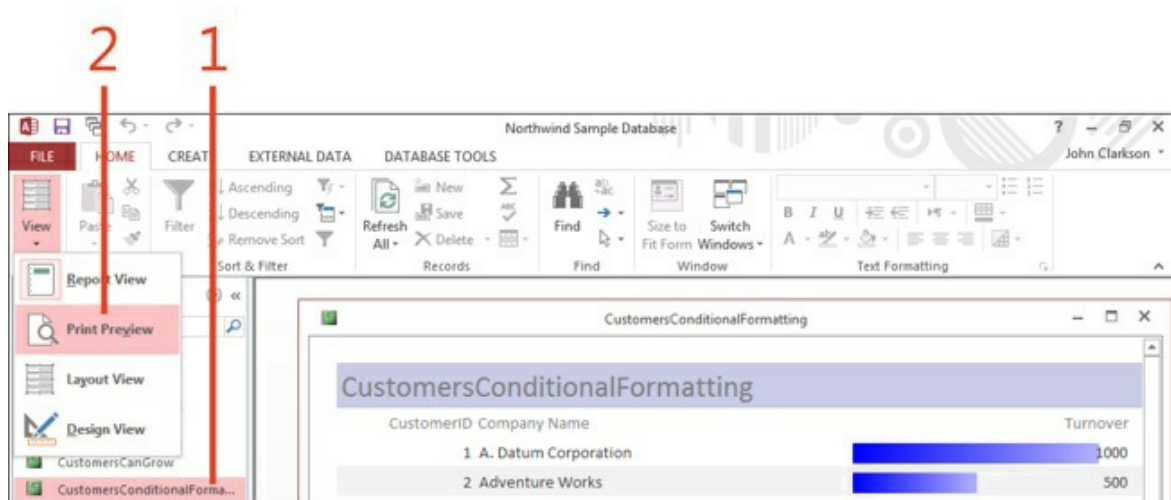 2 1
Northwind Sample Database ? John Clarkson
FILE HOME CREAT EXTERNAL DATA DATABASE TOOLS
View
Filter
Ascending
Descending
Remove Sort
Sort & Filter
Refresh
All
New
Save
Delete
Records
Find
Find
Size to
Fit Form
Switch
Windows
Window
B I U
A
Text Formatting
Report View
Print Preview
Layout View
Design View
CustomersCanGrow
CustomersConditionalForma...
CustomersConditionalFormatting
CustomersConditionalFormatting
CustomerID Company Name Turnover
1 A. Datum Corporation 1000
2 Adventure Works 500